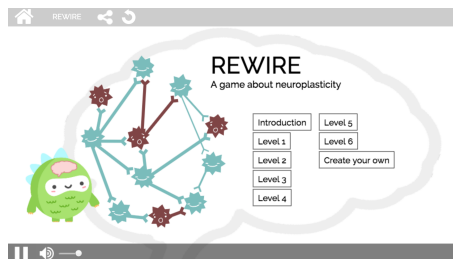 REWIRE
REWIRE
A game about neuroplasticity
Introduction
Level 1
Level 2
Level 3
Level 4
Level 5
Level 6
Create your own